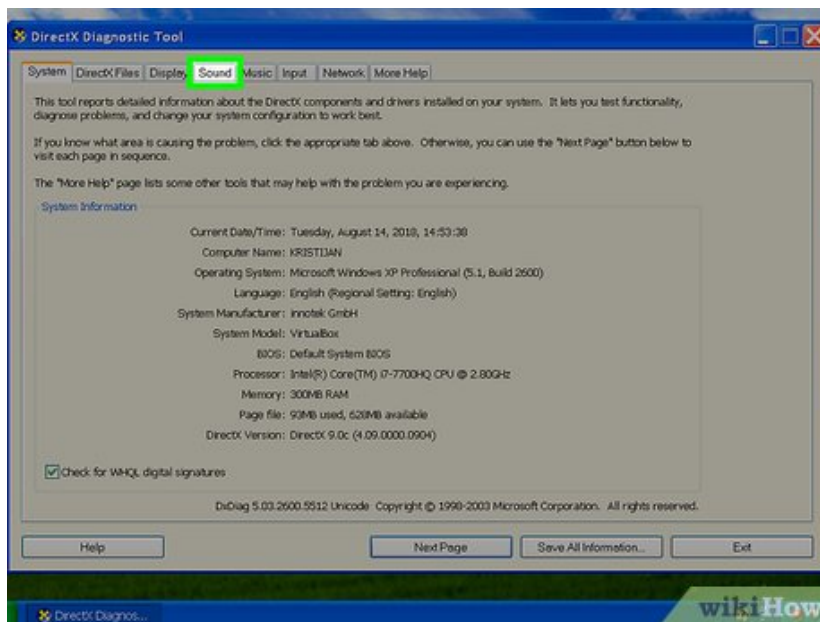 DirectX Diagnostic Tool
System DirectX Files Display Sound Music Input Network More Help
This tool reports detailed information about the DirectX components and drivers installed on your system. It lets you test functionality,
diagnose problems, and change your system configuration to work best.
If you know what area is causing the problem, click the appropriate tab above. Otherwise, you can use the "Next Page" button below to
visit each page in sequence.
The "More Help" page lists some other tools that may help with the problem you are experiencing.
System Information
Current Date/Time: Tuesday, August 14, 2018, 14:53:38
Computer Name: KRISTIJAN
Operating System: Microsoft Windows XP Professional (5.1, Build 2600)
Language: English (Regional Setting: English)
System Manufacturer: innotek GmbH
System Model: VirtualBox
BIOS: Default System BIOS
Processor: Intel(R) Core(TM) i7-7700HQ CPU @ 2.80GHz
Memory: 300MB RAM
Page file: 93MB used, 628MB available
DirectX Version: DirectX 9.0c (4.09.0000.0904)
Check for WHQL digital signatures
DxDiag 5.03.2600.5512 Unicode Copyright © 1998-2003 Microsoft Corporation. All rights reserved.
Help Next Page Save All Information... Exit
DirectX Diagnos...
wikiHow